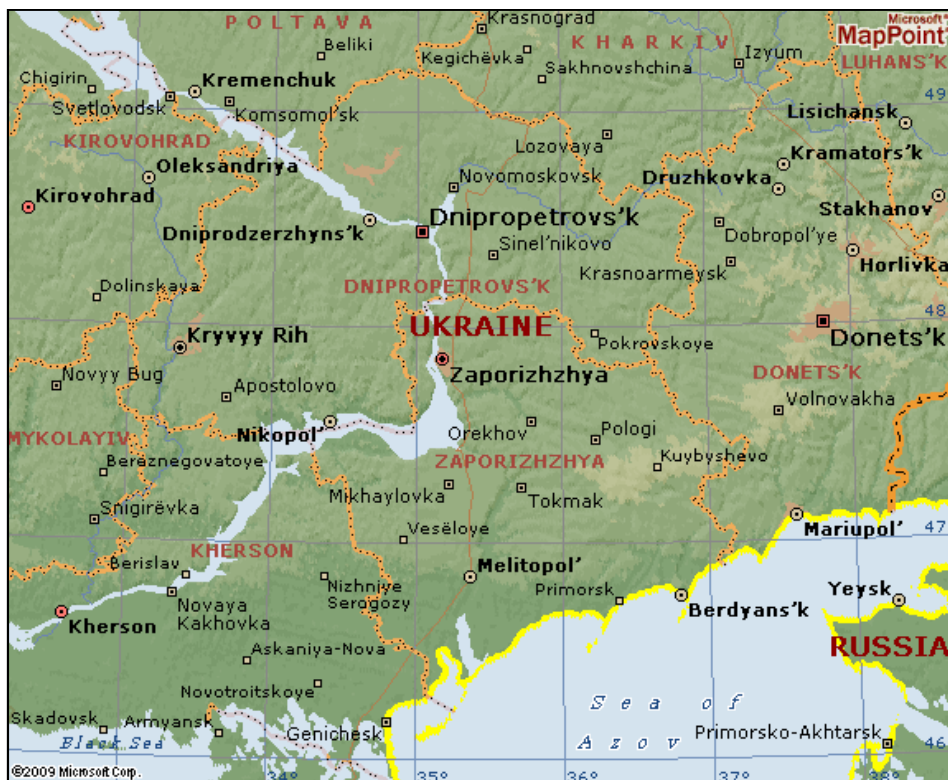 POLTAVA
Krasnograd
Microsoft®
MapPoint®
Beliki
Kegichëvka
KHARKIV
Izyum
LUHANS'K
Chigirin
Kremenchuk
Sakhnovshchina
Svetlovodsk
Komsomol'sk
49
Lisichansk
KIROVOHRAD
Lozovaya
Kramators'k
Oleksandriya
Novomoskovsk
Druzhkovka
Kirovohrad
Stakhanov
Dniprodzerzhyns'k
Dnipropetrovs'k
Dobropol'ye
Sinel'nikovo
Krasnoarmeysk
Horlivka
Dolinskaya
DNIPROPETROVS'K
48
Kryvyy Rih
UKRAINE
Pokrovskoye
Donets'k
Novyy Bug
Zaporizhzhya
DONETS'K
Apostolovo
Volnovakha
MYKOLAYIV
Nikopol'
Orekhov
Pologi
Bereznegovatoye
ZAPORIZHZHYA
Kuybyshevo
Mikhaylovka
Tokmak
Snigirëvka
Vesëloye
Mariupol'
47
KHERSON
Berislav
Nizhniye
Serogozy
Melitopol'
Primorsk
Berdyans'k
Yeysk
Kherson
Novaya
Kakhovka
RUSSIA
Askaniya-Nova
Novotroitskoye
Sea of
Azov
Skadovsk
Armyansk
Genichesk
Primorsko-Akhtarsk
Black Sea
46
©2009 Microsoft Corp.
34
35
36
37
38